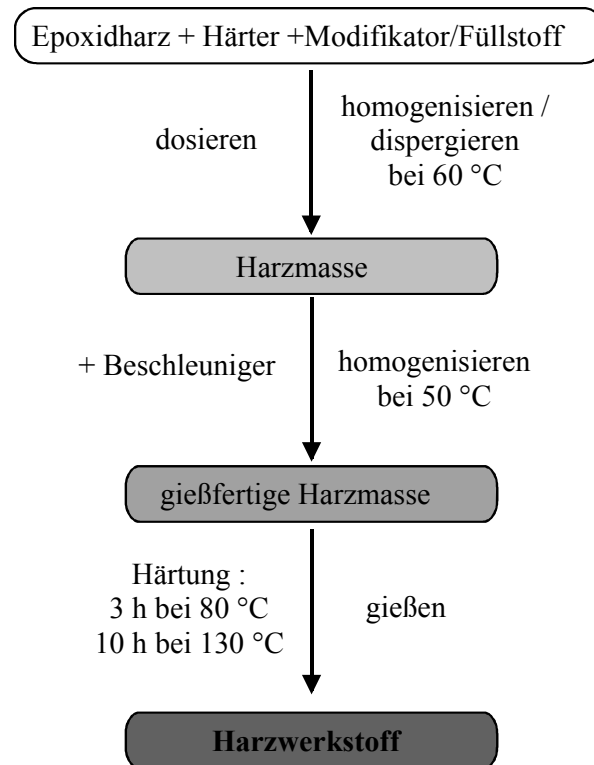 Epoxidharz + Härter +Modifikator/Füllstoff
dosieren
homogenisieren /
dispergieren
bei 60 °C
Harzmasse
+ Beschleuniger
homogenisieren
bei 50 °C
gießfertige Harzmasse
Härtung :
3 h bei 80 °C
10 h bei 130 °C
gießen
Harzwerkstoff